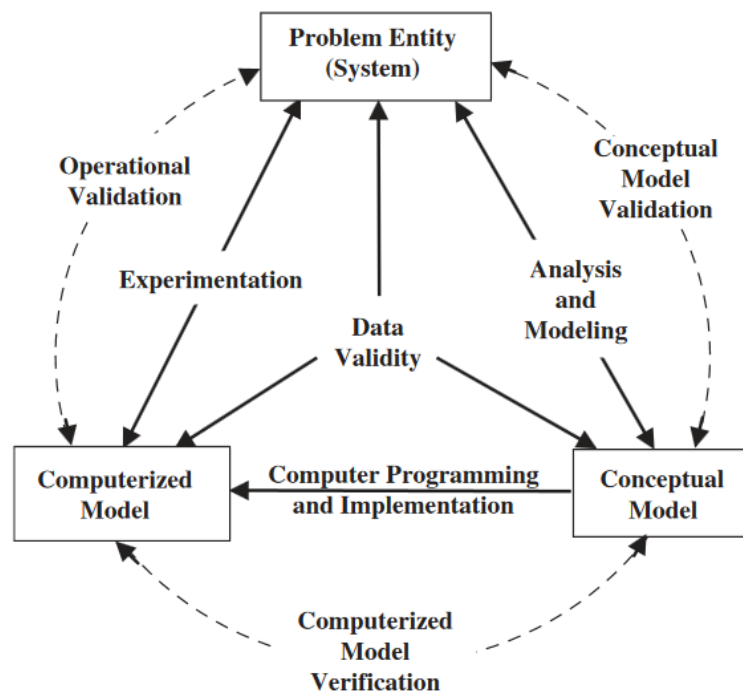 Problem Entity
(System)
Operational
Validation
Conceptual
Model
Validation
Experimentation
Analysis
and
Modeling
Data
Validity
Computerized
Model
Computer Programming
and Implementation
Conceptual
Model
Computerized
Model
Verification